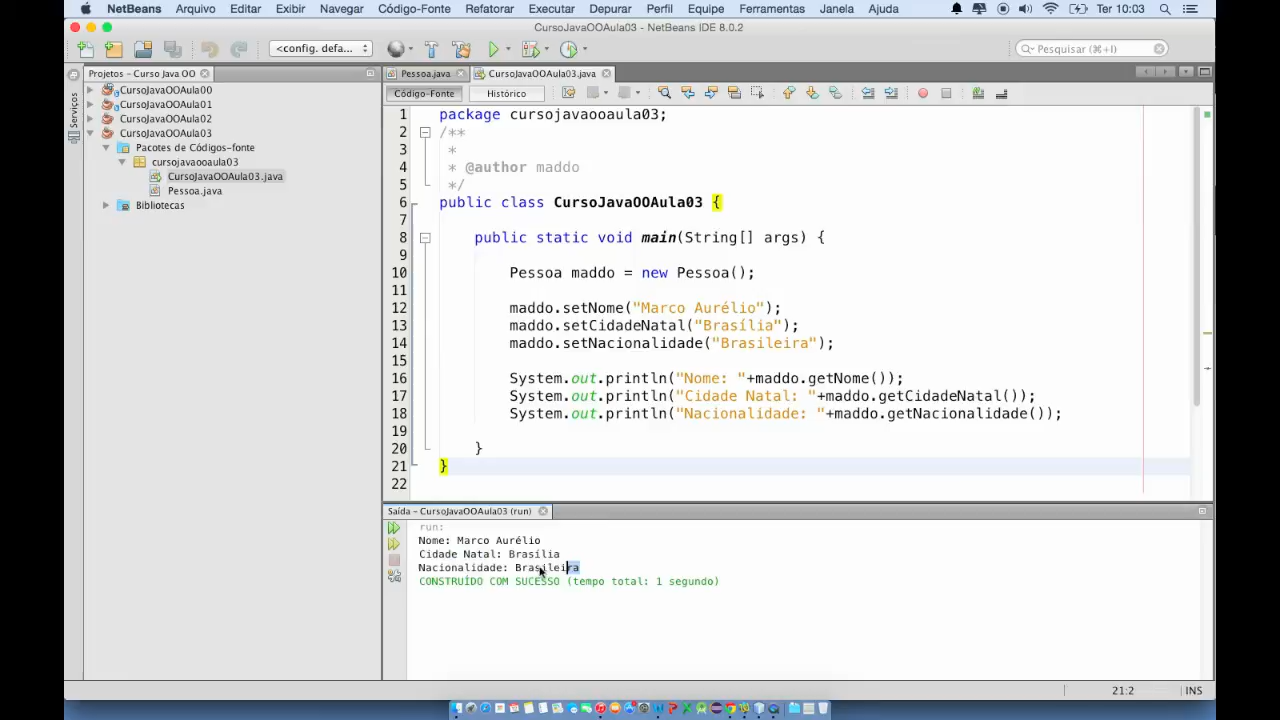 NetBeans Arquivo Editar Exibir Navegar Código-Fonte Refatorar Executar Depurar Perfil Equipe Ferramentas Janela Ajuda Ter 10:03
CursoJavaOOAula03 - NetBeans IDE 8.0.2
<config. defa...
Pesquisar (⌘+I)
Projetos – Curso Java OO
Pessoa.java
CursoJavaOOAula03.java
Serviços
CursoJavaOOAula00
CursoJavaOOAula01
CursoJavaOOAula02
CursoJavaOOAula03
Pacotes de Códigos-fonte
cursojavaooaula03
CursoJavaOOAula03.java
Pessoa.java
Bibliotecas
Código-Fonte Histórico
1 package cursojavaooaula03;
2 /**
3 *
4 * @author maddo
5 */
6 public class CursoJavaOOAula03 {
7
8 public static void main(String[] args) {
9
10 Pessoa maddo = new Pessoa();
11
12 maddo.setNome("Marco Aurélio");
13 maddo.setCidadeNatal("Brasília");
14 maddo.setNacionalidade("Brasileira");
15
16 System.out.println("Nome: "+maddo.getNome());
17 System.out.println("Cidade Natal: "+maddo.getCidadeNatal());
18 System.out.println("Nacionalidade: "+maddo.getNacionalidade());
19
20 }
21 }
22
Saída – CursoJavaOOAula03 (run)
run:
Nome: Marco Aurélio
Cidade Natal: Brasília
Nacionalidade: Brasileira
CONSTRUÍDO COM SUCESSO (tempo total: 1 segundo)
21:2 INS